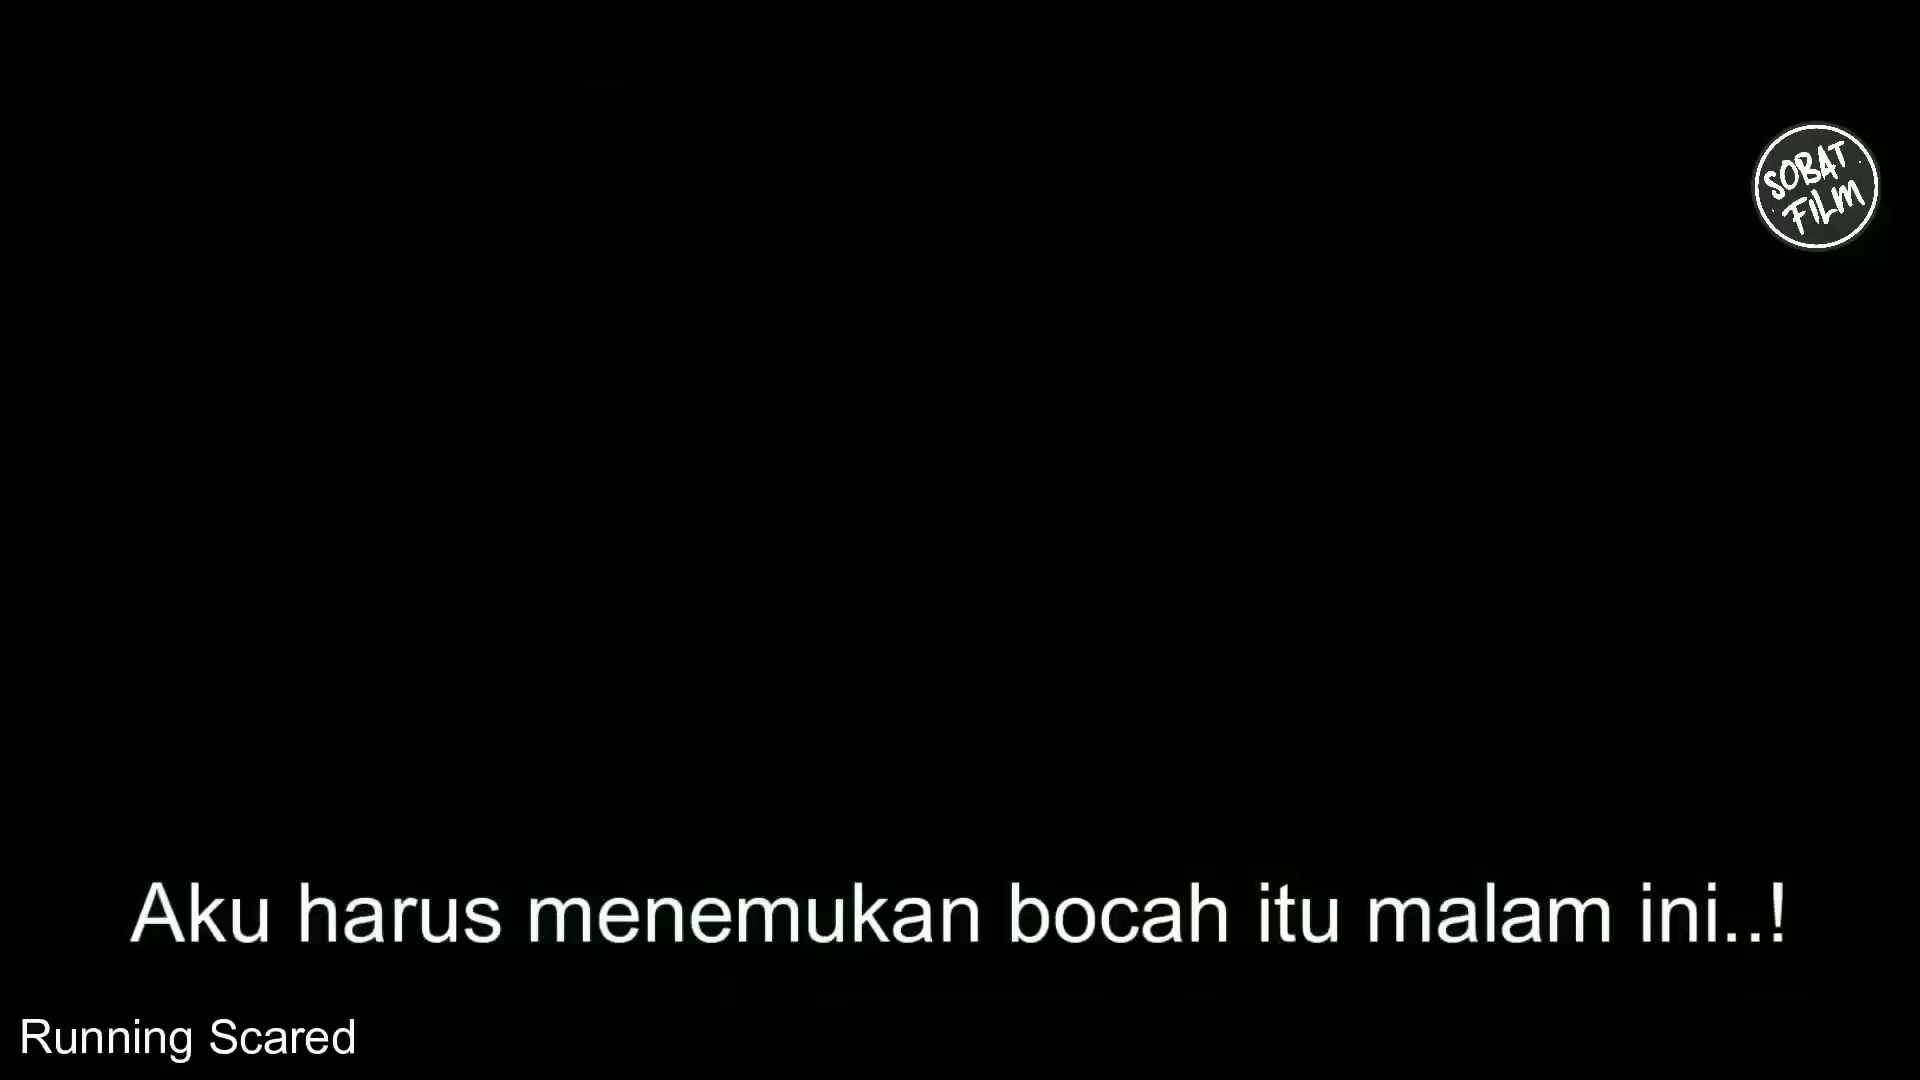 SOBAT
FILM
Aku harus menemukan bocah itu malam ini..!
Running Scared